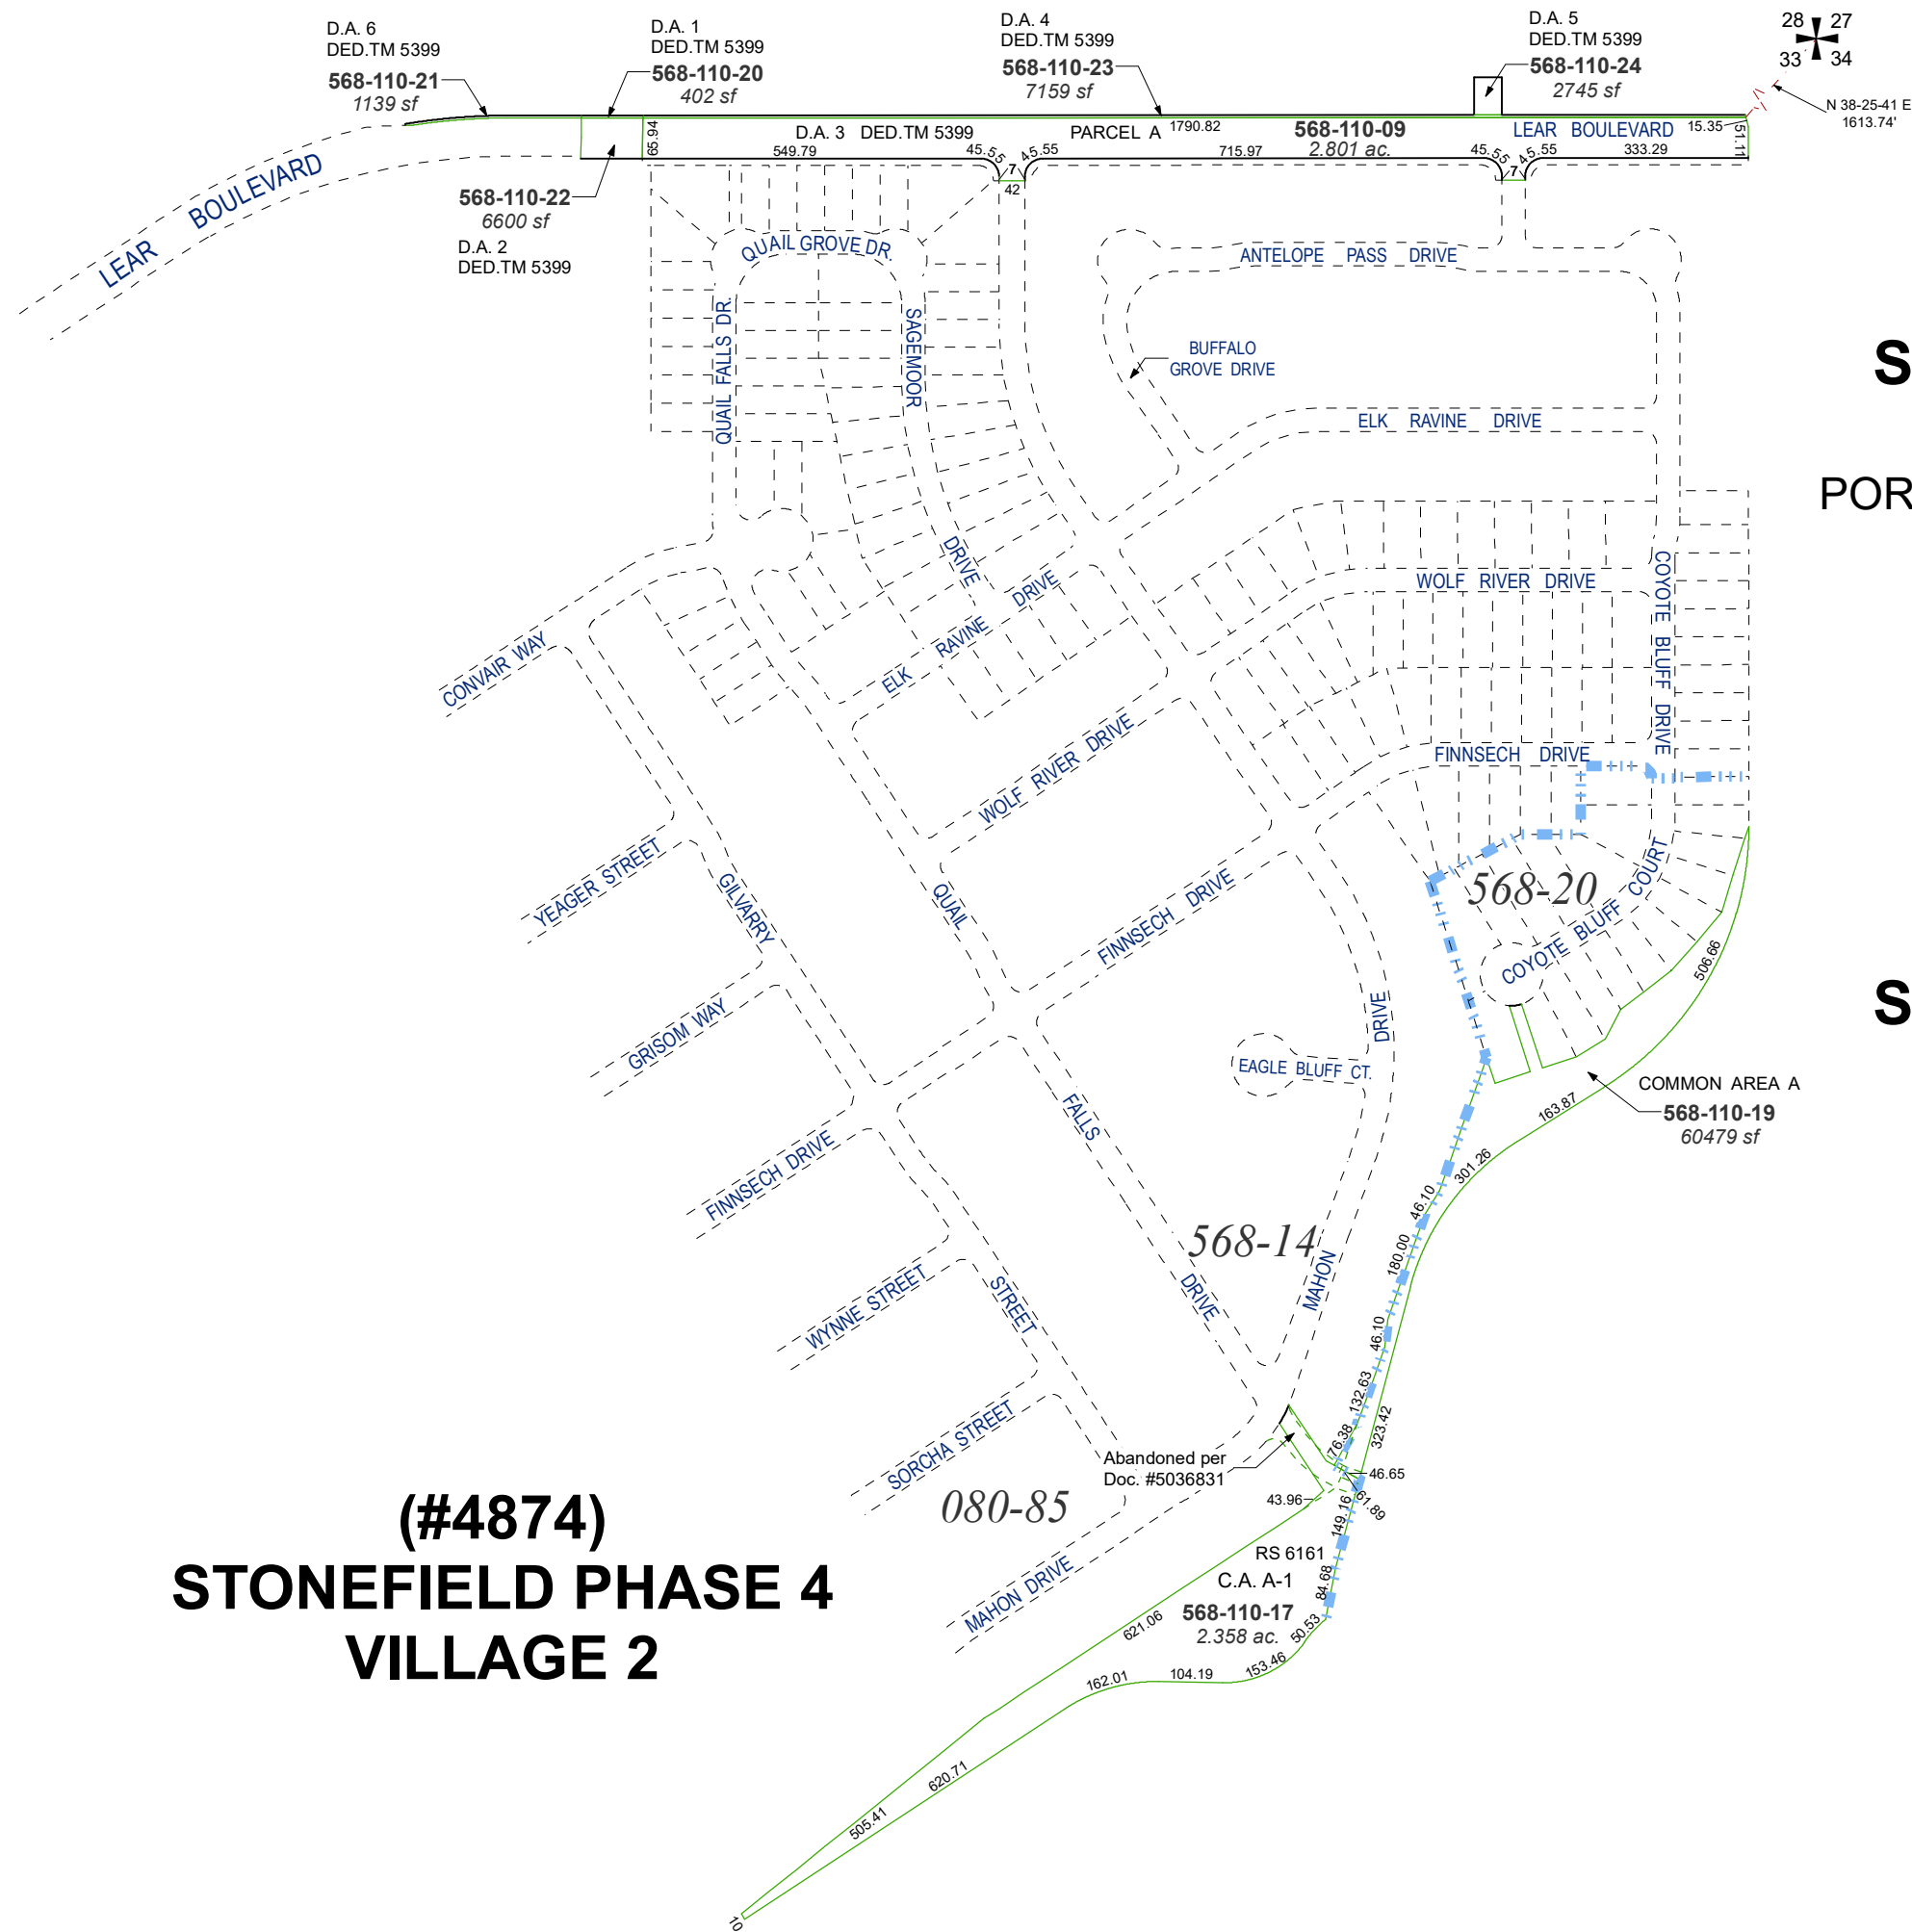 D.A. 6
DED.TM 5399
568-110-21
1139 sf
D.A. 1
DED.TM 5399
568-110-20
402 sf
D.A. 4
DED.TM 5399
568-110-23
7159 sf
D.A. 5
DED.TM 5399
568-110-24
2745 sf
28 27
33 34
N 38-25-41 E
1613.74'
65.94
D.A. 3 DED.TM 5399
PARCEL A
1790.82
568-110-09
2.801 ac.
LEAR BOULEVARD
15.35
51.11
549.79
45.55
7
45.55
42
715.97
45.55
7
45.55
333.29
LEAR BOULEVARD
568-110-22
6600 sf
D.A. 2
DED.TM 5399
QUAIL GROVE DR.
QUAIL FALLS DR.
SAGEMOOR
DRIVE
ANTELOPE PASS DRIVE
BUFFALO
GROVE DRIVE
ELK RAVINE DRIVE
S
POR
WOLF RIVER DRIVE
COYOTE BLUFF DRIVE
ELK RAVINE DRIVE
CONVAIR WAY
WOLF RIVER DRIVE
FINNSECH DRIVE
YEAGER STREET
GILVARRY
QUAIL
FINNSECH DRIVE
568-20
COYOTE BLUFF COURT
506.66
S
GRISOM WAY
DRIVE
EAGLE BLUFF CT.
COMMON AREA A
568-110-19
60479 sf
163.87
301.26
FALLS
FINNSECH DRIVE
46.10
180.00
568-14
MAHON
DRIVE
WYNNE STREET
STREET
46.10
132.63
323.42
76.38
SORCHA STREET
Abandoned per
Doc. #5036831
46.65
61.89
43.96
149.16
080-85
(#4874)
STONEFIELD PHASE 4
VILLAGE 2
MAHON DRIVE
RS 6161
C.A. A-1
568-110-17
2.358 ac.
84.68
50.53
621.06
153.46
104.19
162.01
620.71
505.41
10